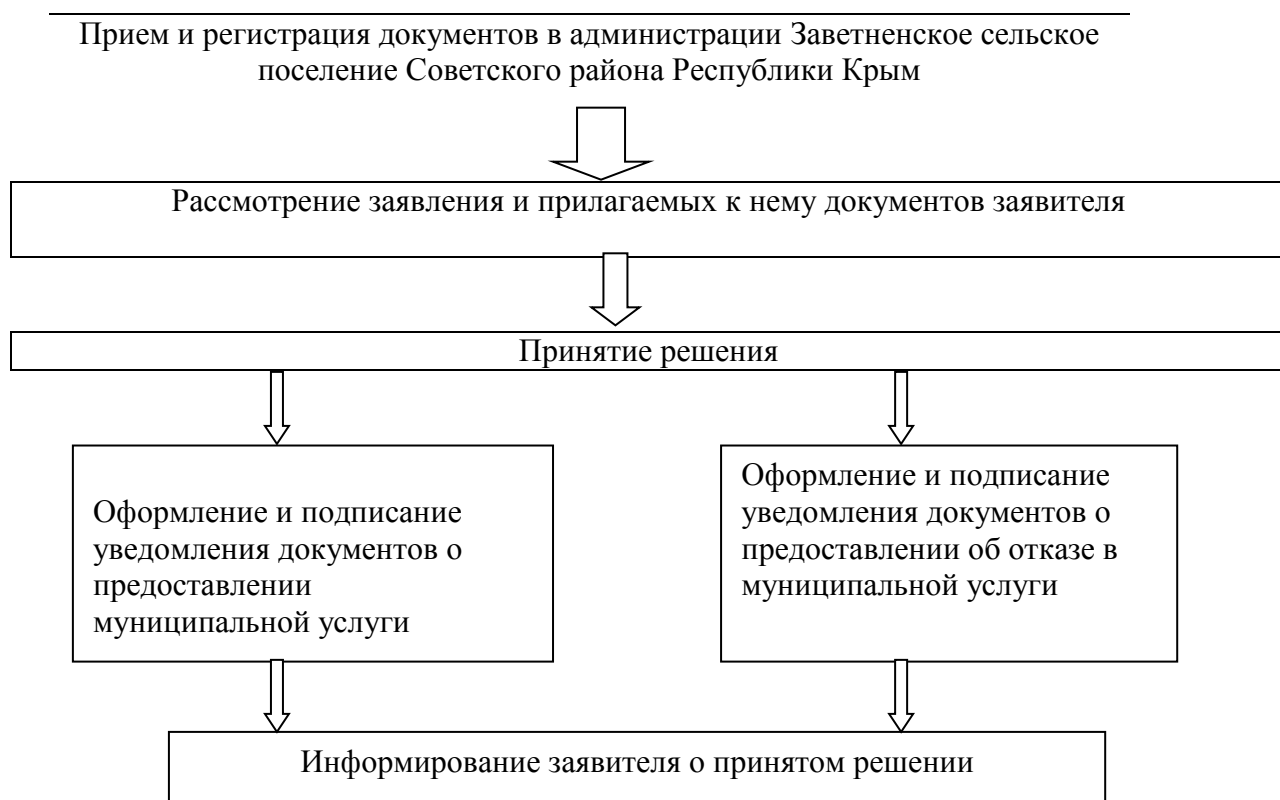 Прием и регистрация документов в администрации Заветненское сельское
поселение Советского района Республики Крым
Рассмотрение заявления и прилагаемых к нему документов заявителя
Принятие решения
Оформление и подписание
уведомления документов о
предоставлении
муниципальной услуги
Оформление и подписание
уведомления документов о
предоставлении об отказе в
муниципальной услуги
Информирование заявителя о принятом решении